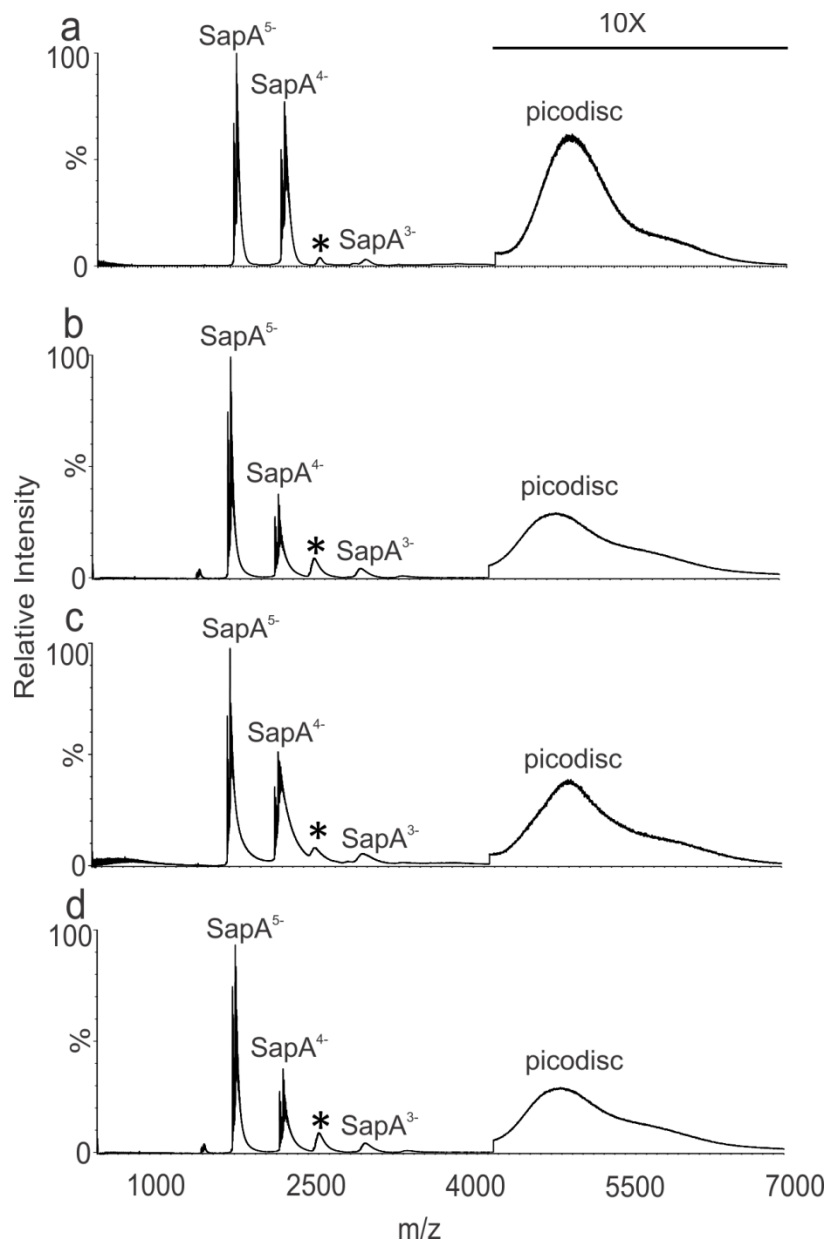 a
10X
SapA⁵⁻
100
SapA⁴⁻
picodisc
%
*
SapA³⁻
0
b
SapA⁵⁻
100
SapA⁴⁻
picodisc
%
*
SapA³⁻
0
Relative Intensity
c
SapA⁵⁻
100
SapA⁴⁻
picodisc
%
*
SapA³⁻
0
d
SapA⁵⁻
100
SapA⁴⁻
picodisc
%
*
SapA³⁻
0
1000 2500 4000 5500 7000
m/z